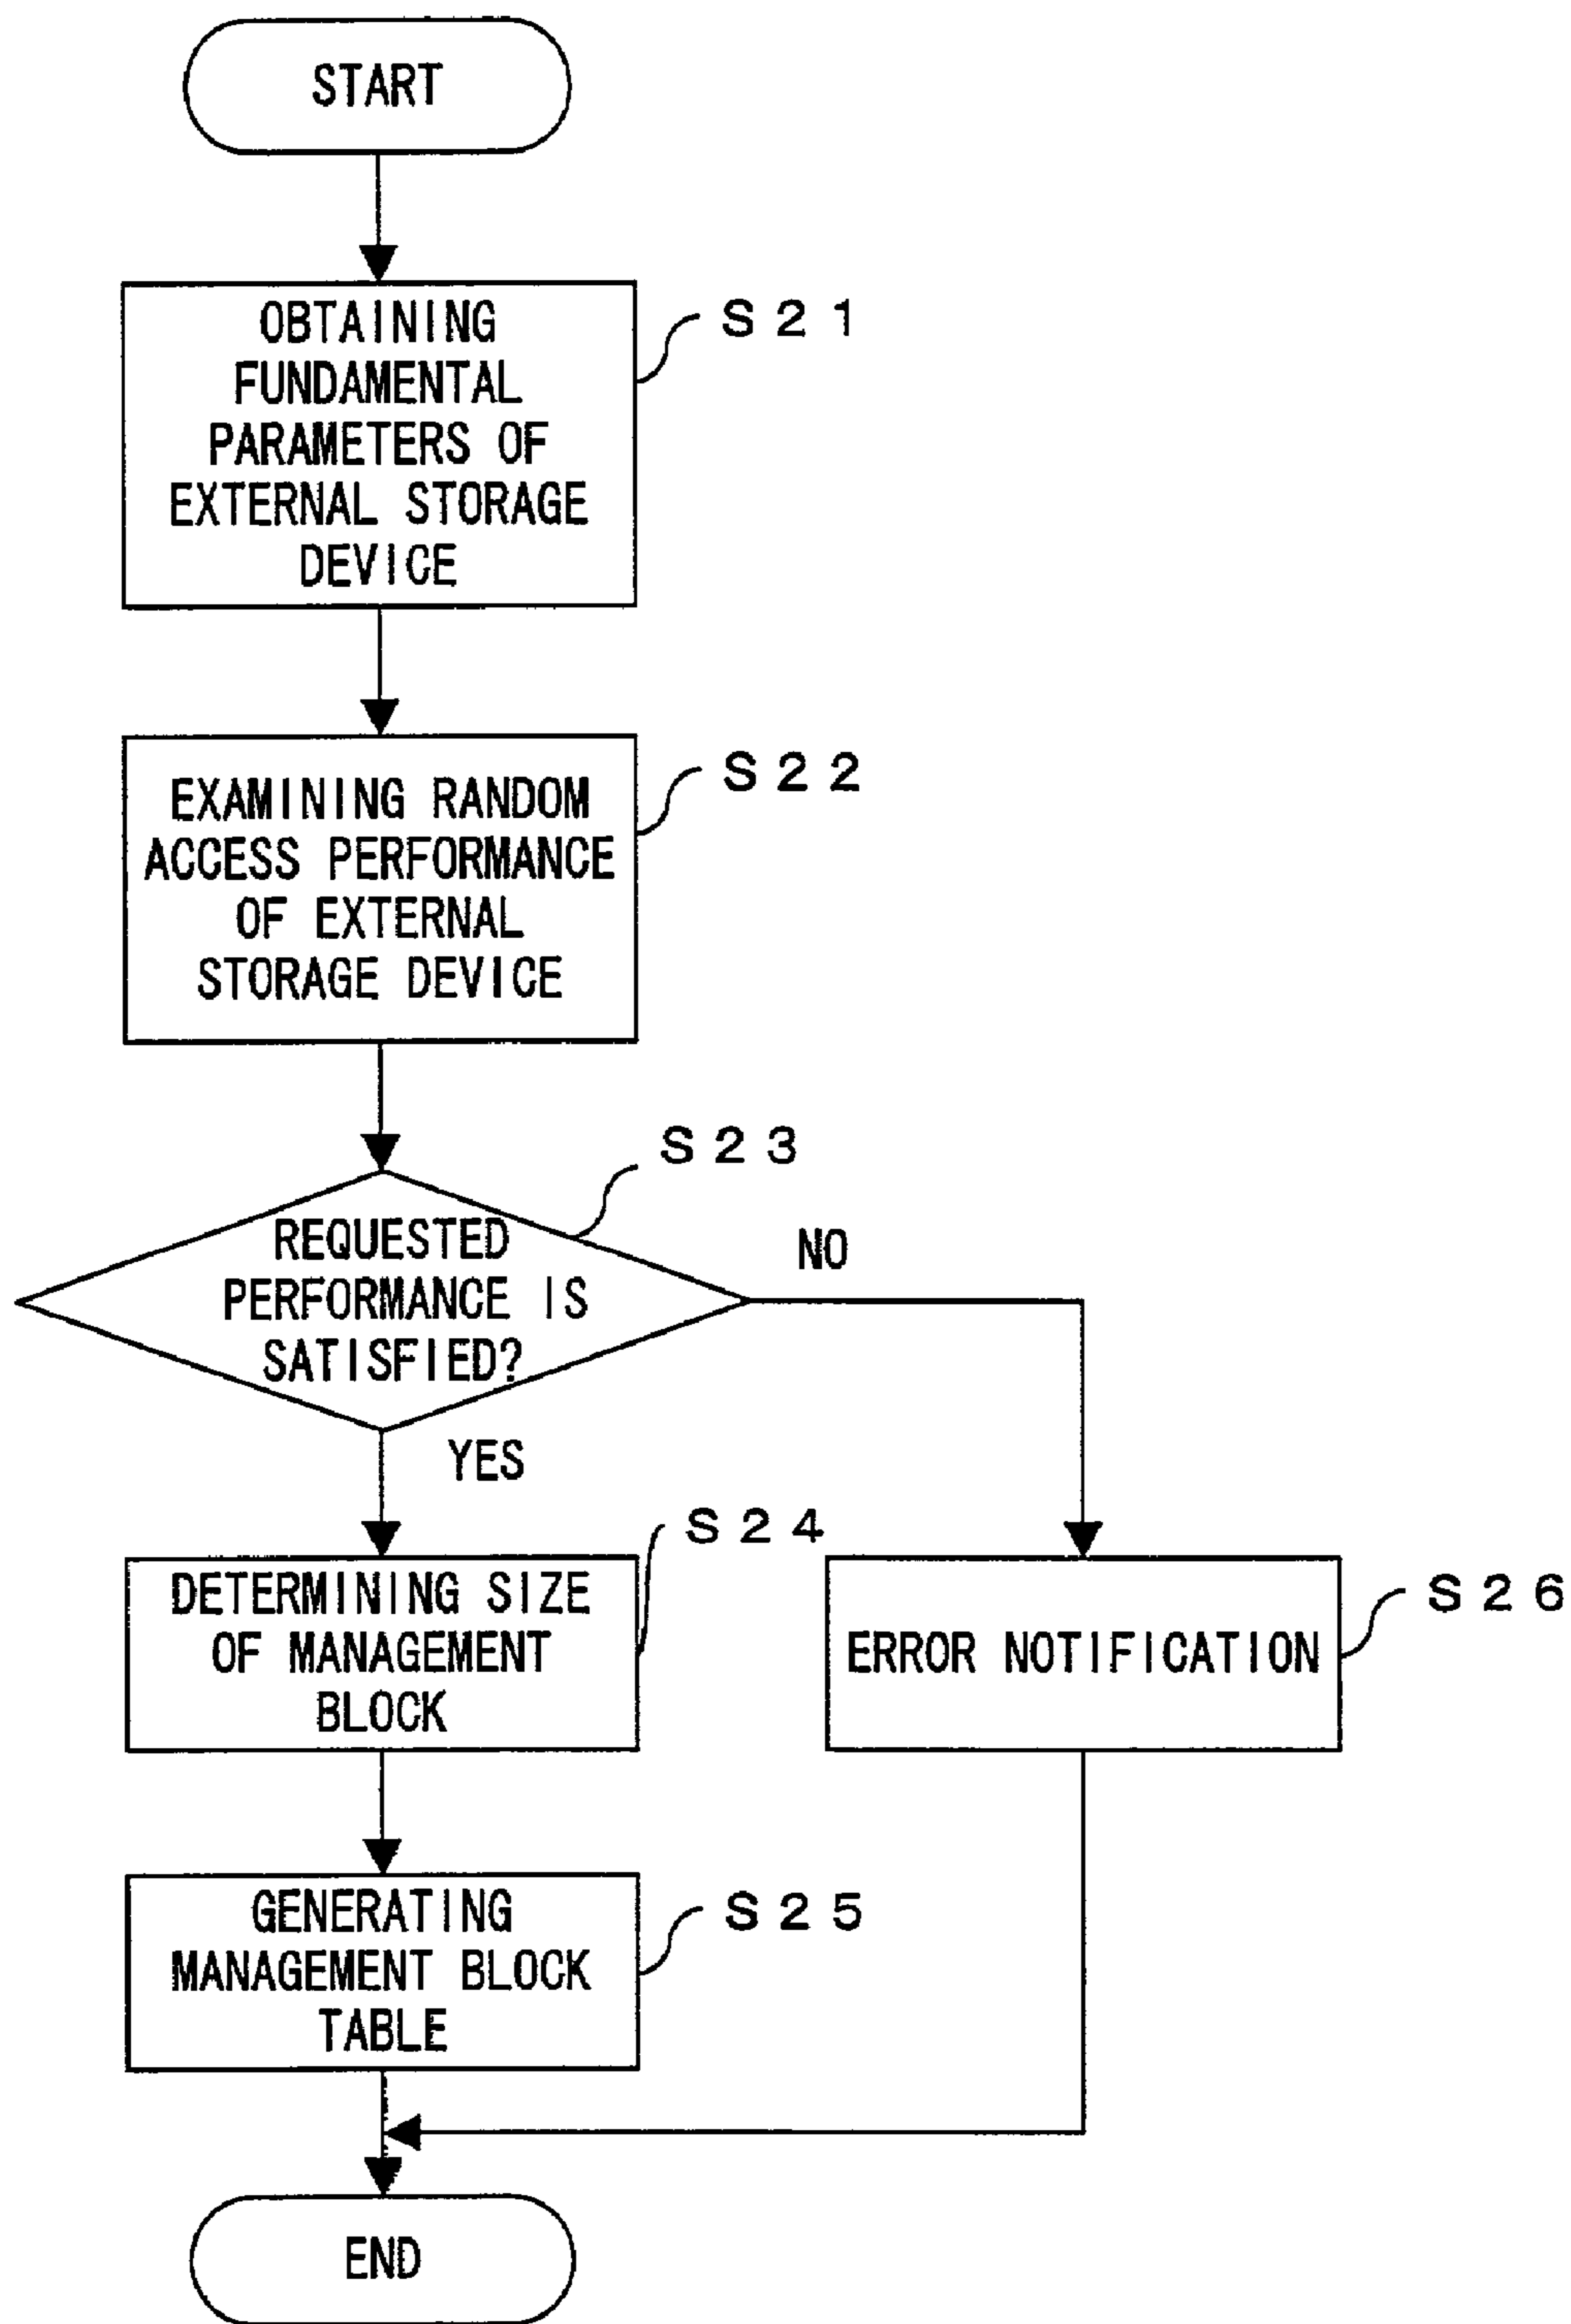 START
OBTAINING
FUNDAMENTAL
PARAMETERS OF
EXTERNAL STORAGE
DEVICE
S21
EXAMINING RANDOM
ACCESS PERFORMANCE
OF EXTERNAL
STORAGE DEVICE
S22
REQUESTED
PERFORMANCE IS
SATISFIED?
S23
NO
YES
DETERMINING SIZE
OF MANAGEMENT
BLOCK
S24
ERROR NOTIFICATION
S26
GENERATING
MANAGEMENT BLOCK
TABLE
S25
END